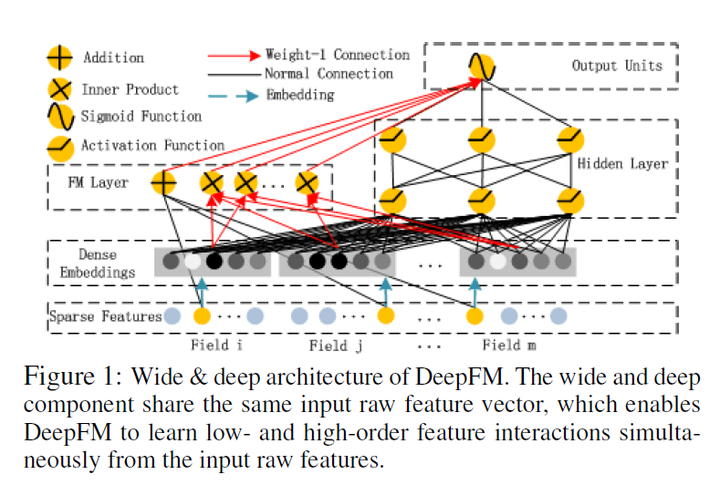 Addition
Weight-1 Connection
Normal Connection
Output Units
Inner Product
Embedding
Sigmoid Function
Activation Function
Hidden Layer
FM Layer
...
Dense
Embeddings
...
Sparse Features
...
...
...
...
Field i
Field j
...
Field m
Figure 1: Wide & deep architecture of DeepFM. The wide and deep
component share the same input raw feature vector, which enables
DeepFM to learn low- and high-order feature interactions simulta-
neously from the input raw features.